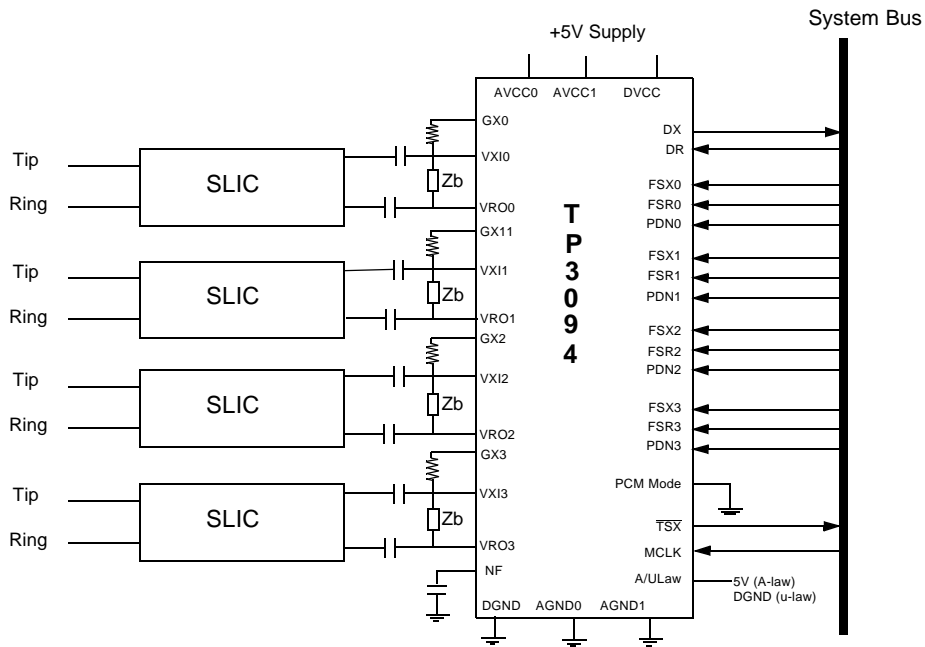 System Bus
+5V Supply
AVCC0 AVCC1 DVCC
GX0
DX
VXI0
DR
Tip
SLIC
Zb
FSX0
Ring
VRO0
FSR0
PDN0
GX11
FSX1
Tip
VXI1
FSR1
SLIC
Zb
PDN1
Ring
VRO1
GX2
FSX2
FSR2
Tip
VXI2
PDN2
SLIC
Zb
FSX3
Ring
VRO2
FSR3
GX3
PDN3
PCM Mode
Tip
VXI3
SLIC
Zb
TSX
Ring
VRO3
MCLK
NF
A/ULaw
5V (A-law)
DGND (u-law)
DGND AGND0 AGND1
T
P
3
0
9
4